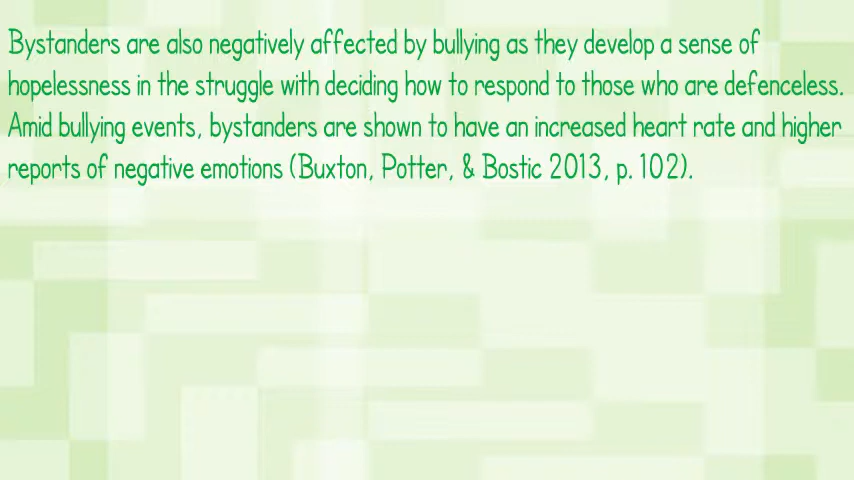 Bystanders are also negatively affected by bullying as they develop a sense of
hopelessness in the struggle with deciding how to respond to those who are defenceless.
Amid bullying events, bystanders are shown to have an increased heart rate and higher
reports of negative emotions (Buxton, Potter, & Bostic 2013, p. 102).